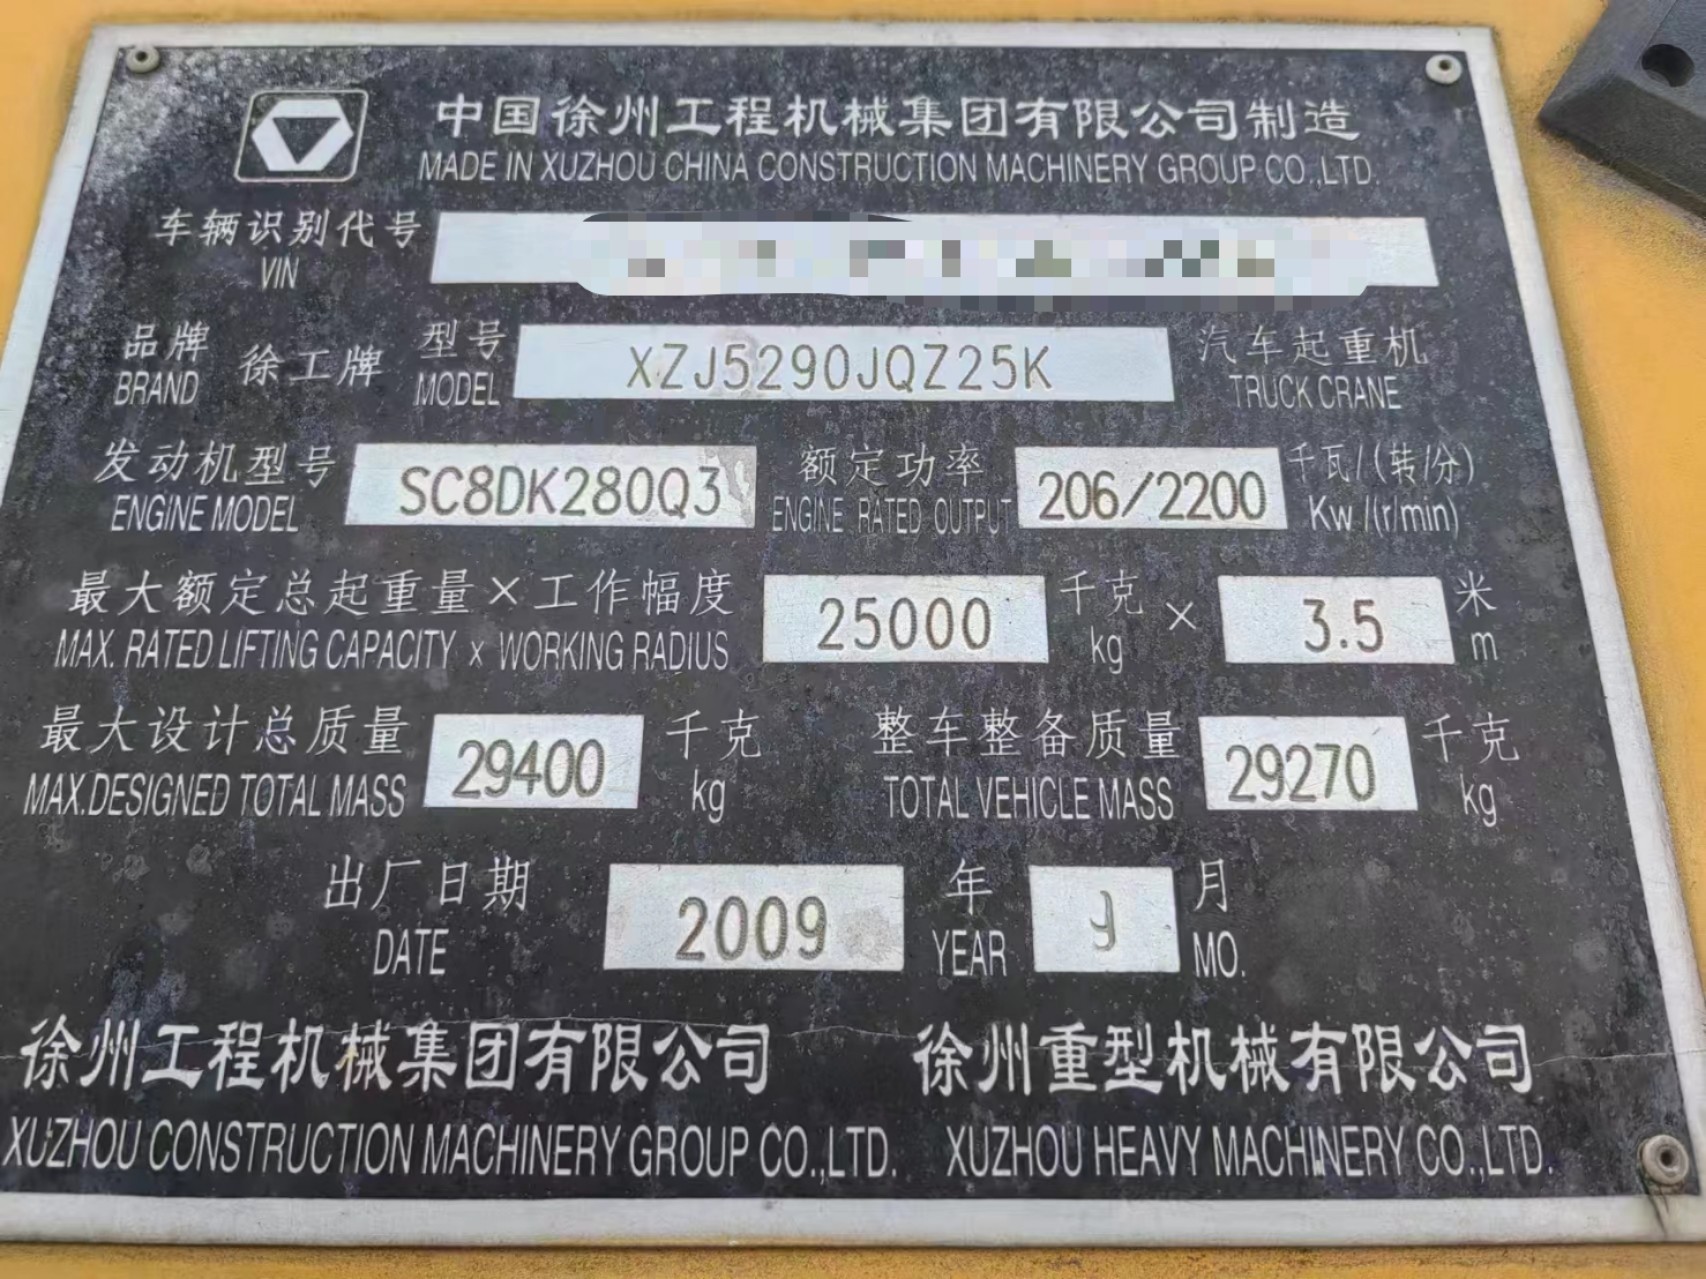 中国徐州工程机械集团有限公司制造
MADE IN XUZHOU CHINA CONSTRUCTION MACHINERY GROUP CO.,LTD.
车辆识别代号
VIN
品牌 徐工牌 型号 XZJ5290JQZ25K 汽车起重机
BRAND MODEL TRUCK CRANE
发动机型号 SC8DK280Q3 额定功率 206/2200 千瓦/(转/分)
ENGINE MODEL ENGINE RATED OUTPUT Kw/(r/min)
最大额定总起重量×工作幅度 25000 千克 × 3.5 米
MAX. RATED LIFTING CAPACITY × WORKING RADIUS kg m
最大设计总质量 29400 千克 整车整备质量 29270 千克
MAX.DESIGNED TOTAL MASS kg TOTAL VEHICLE MASS kg
出厂日期 2009 年 月
DATE YEAR MO.
徐州工程机械集团有限公司 徐州重型机械有限公司
XUZHOU CONSTRUCTION MACHINERY GROUP CO.,LTD. XUZHOU HEAVY MACHINERY CO.,LTD.